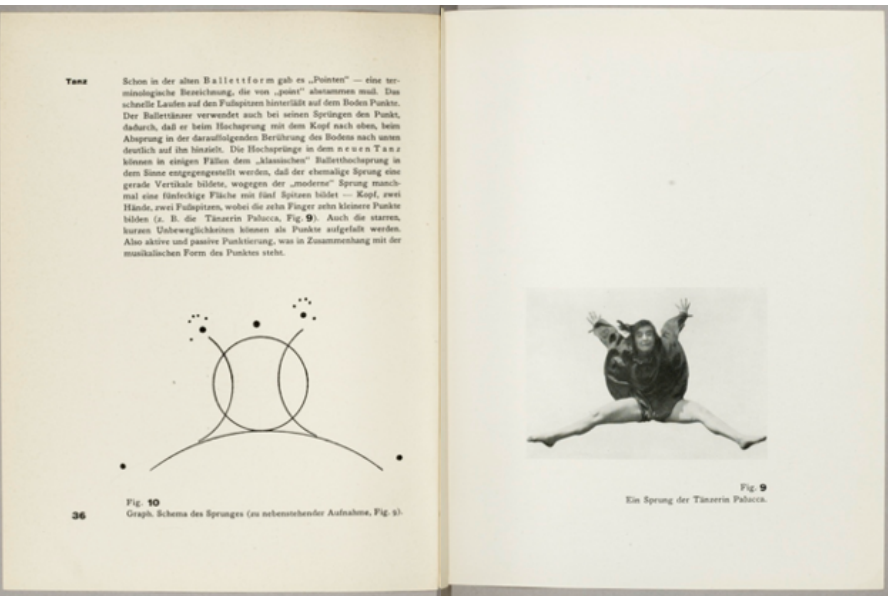 Tanz
Schon in der alten Ballettform gab es „Pointen" — eine ter-
minologische Bezeichnung, die von „point" abstammen muß. Das
schnelle Laufen auf den Fußspitzen hinterläßt auf dem Boden Punkte.
Der Ballettänzer verwendet auch bei seinen Sprüngen den Punkt,
dadurch, daß er beim Hochsprung mit dem Kopf nach oben, beim
Absprung in der darauffolgenden Berührung des Bodens nach unten
deutlich auf ihn hinzielt. Die Hochsprünge in dem neuen Tanz
können in einigen Fällen dem „klassischen" Balletthochsprung in
dem Sinne entgegengestellt werden, daß der ehemalige Sprung eine
gerade Vertikale bildete, wogegen der „moderne" Sprung manch-
mal eine fünfeckige Fläche mit fünf Spitzen bildet — Kopf, zwei
Hände, zwei Fußspitzen, wobei die zehn Finger zehn kleinere Punkte
bilden (z. B. die Tänzerin Palucca, Fig. 9). Auch die starren,
kurzen Unbeweglichkeiten können als Punkte aufgefaßt werden.
Also aktive und passive Punktierung, was in Zusammenhang mit der
musikalischen Form des Punktes steht.
Fig. 10
Graph. Schema des Sprunges (zu nebenstehender Aufnahme, Fig. 9).
36
Fig. 9
Ein Sprung der Tänzerin Palucca.